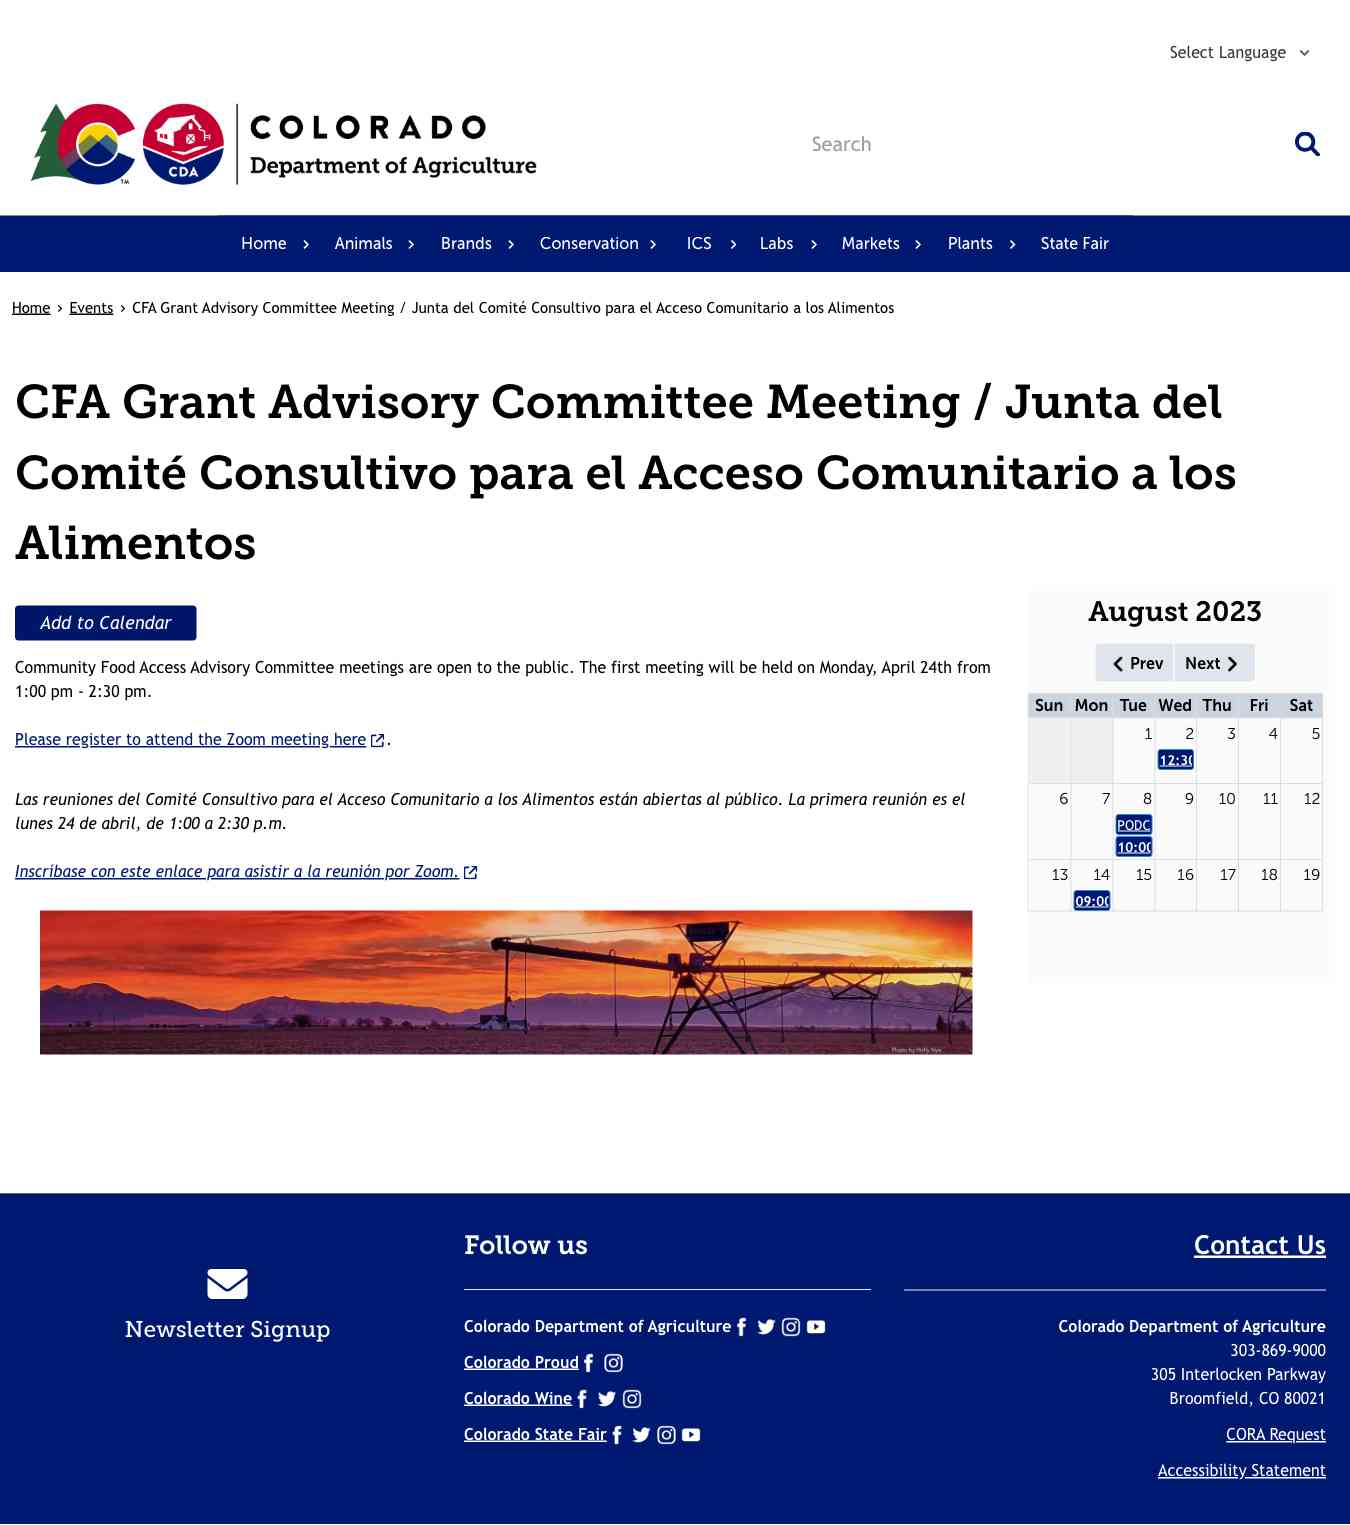 Select Language
COLORADO
Department of Agriculture
CDA
TM
Search
Home
Animals
Brands
Conservation
ICS
Labs
Markets
Plants
State Fair
Home › Events › CFA Grant Advisory Committee Meeting / Junta del Comité Consultivo para el Acceso Comunitario a los Alimentos
CFA Grant Advisory Committee Meeting / Junta del
Comité Consultivo para el Acceso Comunitario a los
Alimentos
Add to Calendar
Community Food Access Advisory Committee meetings are open to the public. The first meeting will be held on Monday, April 24th from
1:00 pm - 2:30 pm.
Please register to attend the Zoom meeting here .
Las reuniones del Comité Consultivo para el Acceso Comunitario a los Alimentos están abiertas al público. La primera reunión es el
lunes 24 de abril, de 1:00 a 2:30 p.m.
Inscríbase con este enlace para asistir a la reunión por Zoom.
Photo by Holly Nye
August 2023
Prev Next
Sun Mon Tue Wed Thu Fri Sat
1 2 3 4 5
12:30
6 7 8 9 10 11 12
PODC
10:00
13 14 15 16 17 18 19
09:00
Newsletter Signup
Follow us
Colorado Department of Agriculture
Colorado Proud
Colorado Wine
Colorado State Fair
Contact Us
Colorado Department of Agriculture
303-869-9000
305 Interlocken Parkway
Broomfield, CO 80021
CORA Request
Accessibility Statement